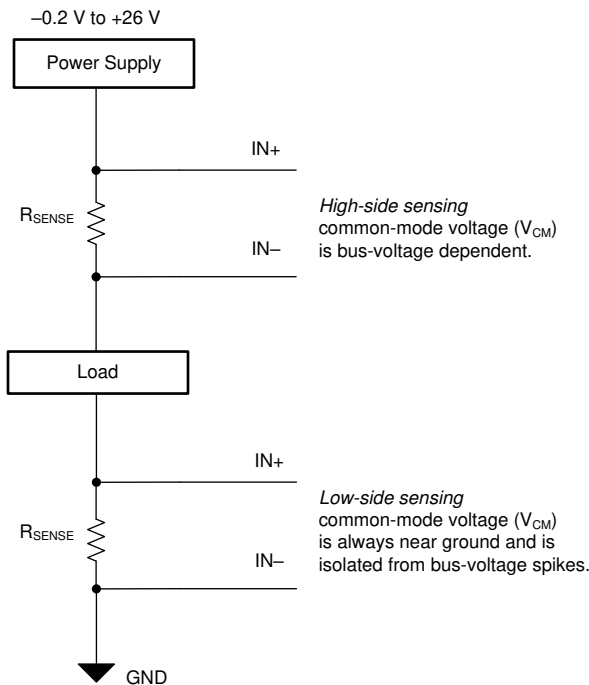 –0.2 V to +26 V
Power Supply
IN+
RSENSE
High-side sensing
common-mode voltage (VCM)
is bus-voltage dependent.
IN–
Load
IN+
RSENSE
Low-side sensing
common-mode voltage (VCM)
is always near ground and is
isolated from bus-voltage spikes.
IN–
GND